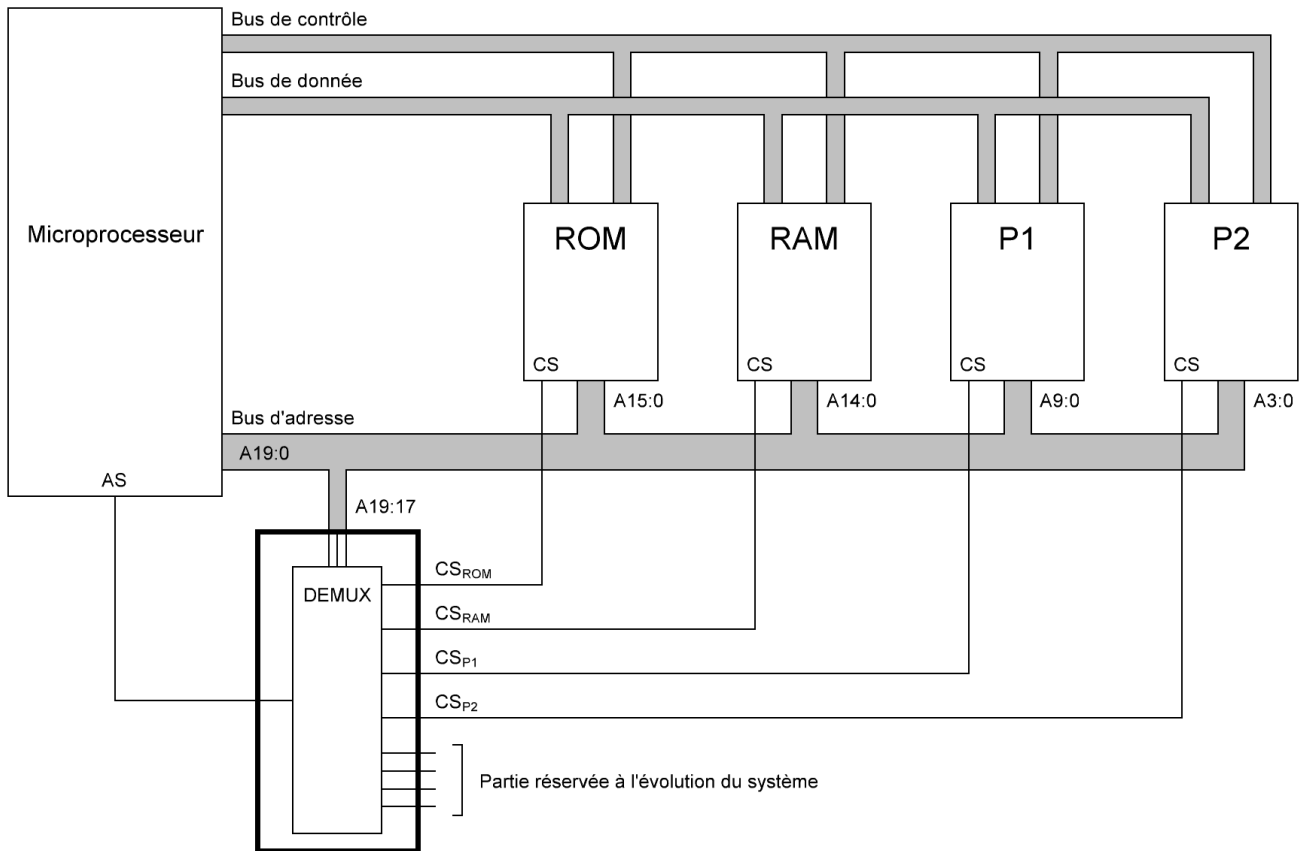 Bus de contrôle
Bus de donnée
Microprocesseur
ROM
RAM
P1
P2
CS
CS
CS
CS
A15:0
A14:0
A9:0
A3:0
Bus d'adresse
A19:0
AS
A19:17
DEMUX
CSROM
CSRAM
CSP1
CSP2
Partie réservée à l'évolution du système